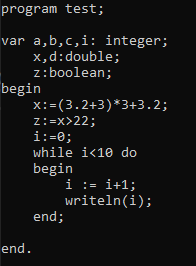 program test;
var a,b,c,i: integer;
x,d:double;
z:boolean;
begin
x:=(3.2+3)*3+3.2;
z:=x>22;
i:=0;
while i<10 do
begin
i := i+1;
writeln(i);
end;
end.